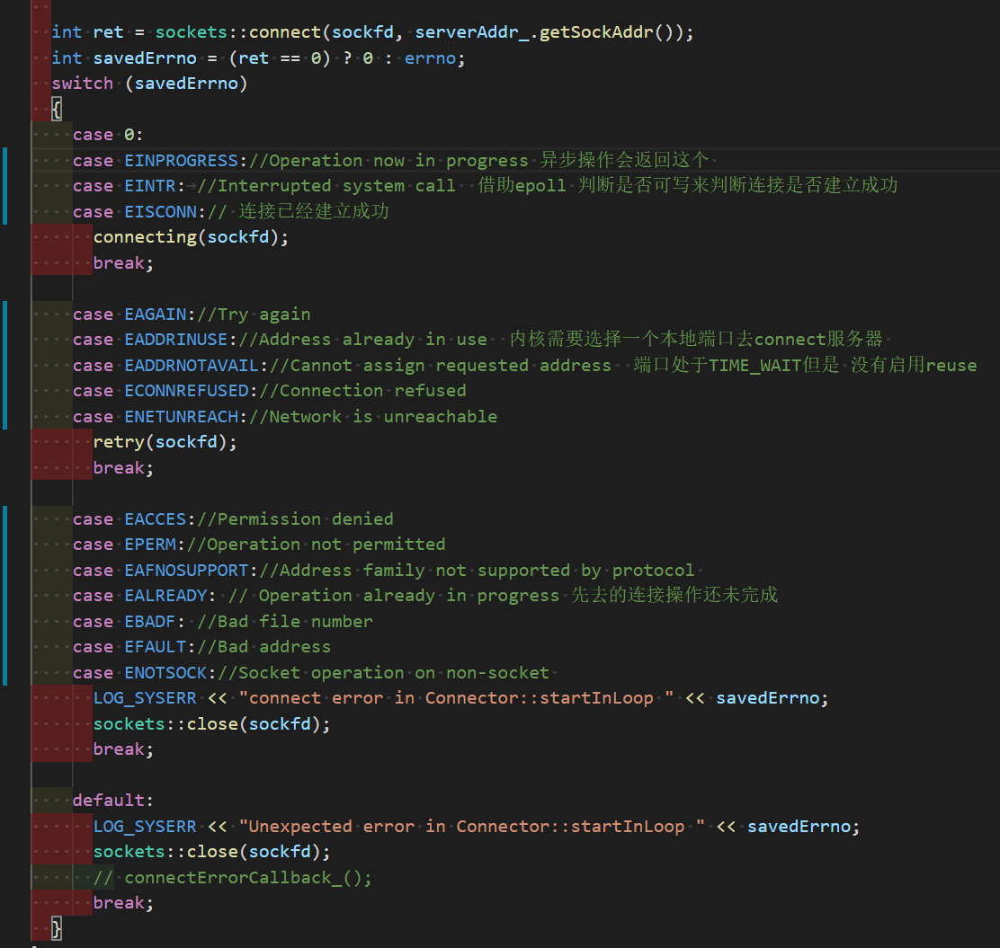 int ret = sockets::connect(sockfd, serverAddr_.getSockAddr());
int savedErrno = (ret == 0) ? 0 : errno;
switch (savedErrno)
{
case 0:
case EINPROGRESS://Operation now in progress 异步操作会返回这个
case EINTR: //Interrupted system call  借助epoll 判断是否可写来判断连接是否建立成功
case EISCONN:// 连接已经建立成功
connecting(sockfd);
break;
case EAGAIN://Try again
case EADDRINUSE://Address already in use  内核需要选择一个本地端口去connect服务器
case EADDRNOTAVAIL://Cannot assign requested address  端口处于TIME_WAIT但是 没有启用reuse
case ECONNREFUSED://Connection refused
case ENETUNREACH://Network is unreachable
retry(sockfd);
break;
case EACCES://Permission denied
case EPERM://Operation not permitted
case EAFNOSUPPORT://Address family not supported by protocol
case EALREADY: // Operation already in progress 先去的连接操作还未完成
case EBADF: //Bad file number
case EFAULT://Bad address
case ENOTSOCK://Socket operation on non-socket
LOG_SYSERR << "connect error in Connector::startInLoop " << savedErrno;
sockets::close(sockfd);
break;
default:
LOG_SYSERR << "Unexpected error in Connector::startInLoop " << savedErrno;
sockets::close(sockfd);
// connectErrorCallback_();
break;
}